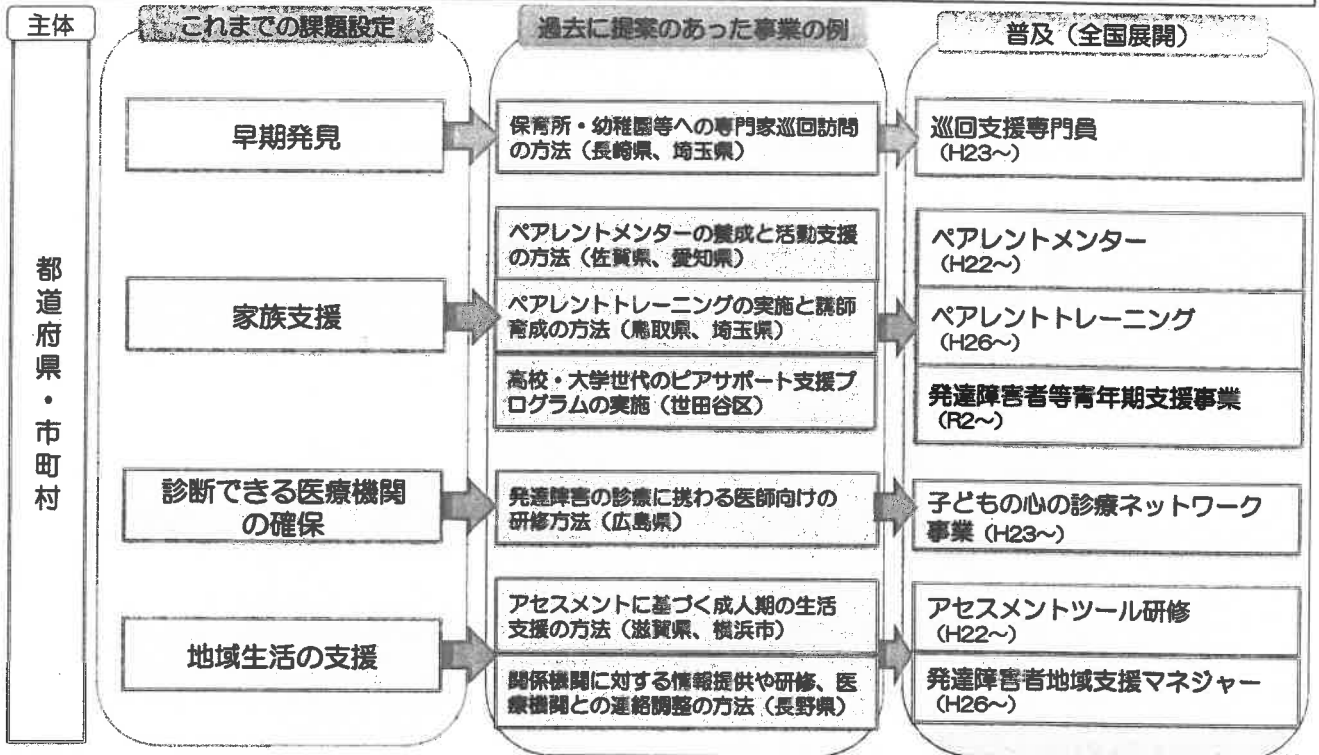 主体
これまでの課題設定
過去に提案のあった事業の例
普及（全国展開）
都道府県・市町村
早期発見
保育所・幼稚園等への専門家巡回訪問
の方法（長崎県、埼玉県）
巡回支援専門員
（H23～）
家族支援
ペアレントメンターの養成と活動支援
の方法（佐賀県、愛知県）
ペアレントトレーニングの実施と講師
育成の方法（鳥取県、埼玉県）
高校・大学世代のピアサポート支援プ
ログラムの実施（世田谷区）
ペアレントメンター
（H22～）
ペアレントトレーニング
（H26～）
発達障害者等青年期支援事業
（R2～）
診断できる医療機関
の確保
発達障害の診療に携わる医師向けの
研修方法（広島県）
子どもの心の診療ネットワーク
事業（H23～）
地域生活の支援
アセスメントに基づく成人期の生活
支援の方法（滋賀県、横浜市）
関係機関に対する情報提供や研修、医
療機関との連絡調整の方法（長野県）
アセスメントツール研修
（H22～）
発達障害者地域支援マネジャー
（H26～）